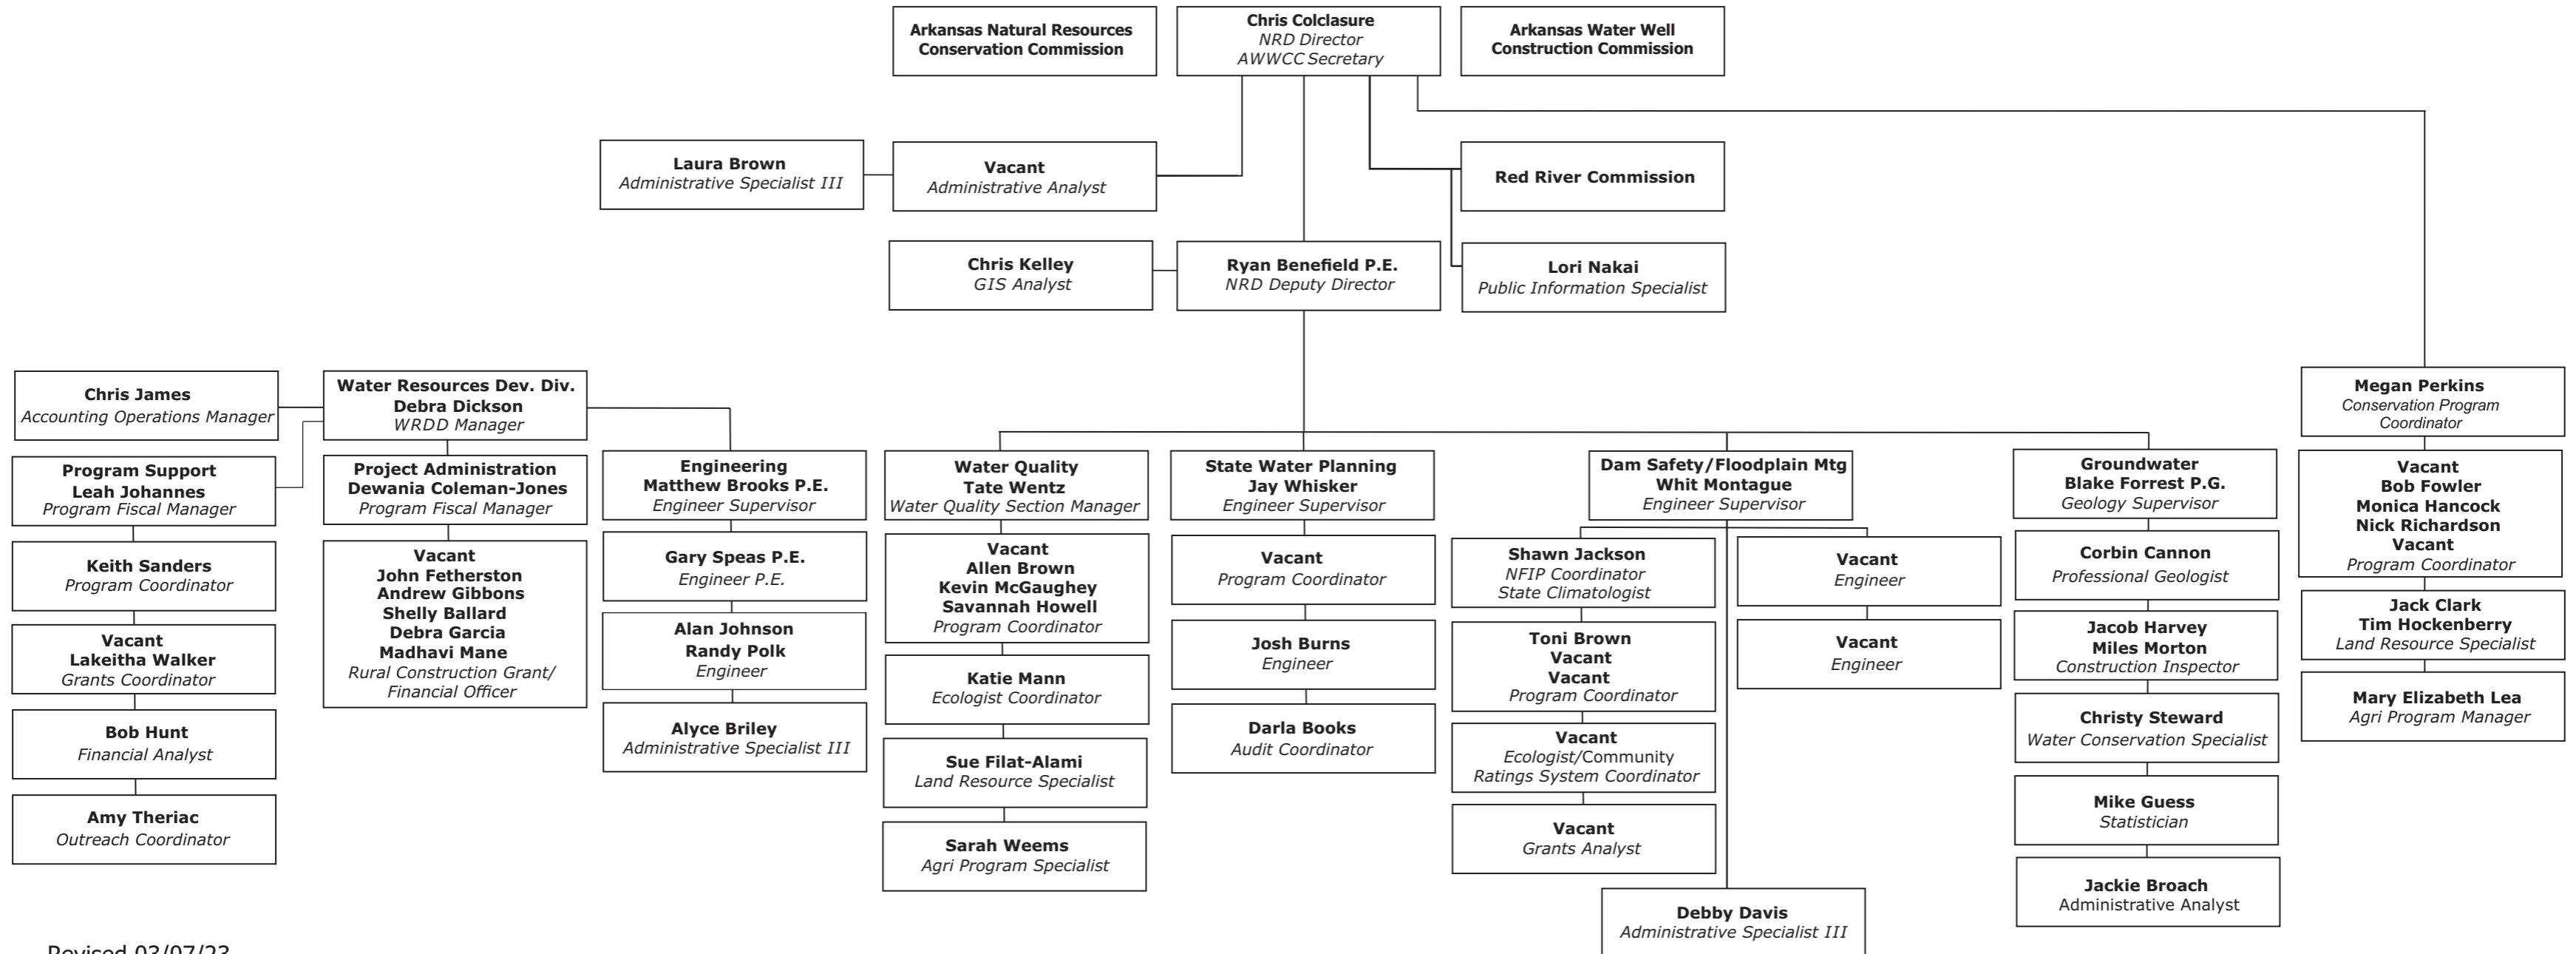 Arkansas Natural Resources
Conservation Commission
Chris Colclasure
NRD Director
AWWCC Secretary
Arkansas Water Well
Construction Commission
Laura Brown
Administrative Specialist III
Vacant
Administrative Analyst
Red River Commission
Chris Kelley
GIS Analyst
Ryan Benefield P.E.
NRD Deputy Director
Lori Nakai
Public Information Specialist
Chris James
Accounting Operations Manager
Water Resources Dev. Div.
Debra Dickson
WRDD Manager
Megan Perkins
Conservation Program
Coordinator
Program Support
Leah Johannes
Program Fiscal Manager
Keith Sanders
Program Coordinator
Vacant
Lakeitha Walker
Grants Coordinator
Bob Hunt
Financial Analyst
Amy Theriac
Outreach Coordinator
Project Administration
Dewania Coleman-Jones
Program Fiscal Manager
Vacant
John Fetherston
Andrew Gibbons
Shelly Ballard
Debra Garcia
Madhavi Mane
Rural Construction Grant/
Financial Officer
Engineering
Matthew Brooks P.E.
Engineer Supervisor
Gary Speas P.E.
Engineer P.E.
Alan Johnson
Randy Polk
Engineer
Alyce Briley
Administrative Specialist III
Water Quality
Tate Wentz
Water Quality Section Manager
Vacant
Allen Brown
Kevin McGaughey
Savannah Howell
Program Coordinator
Katie Mann
Ecologist Coordinator
Sue Filat-Alami
Land Resource Specialist
Sarah Weems
Agri Program Specialist
State Water Planning
Jay Whisker
Engineer Supervisor
Vacant
Program Coordinator
Josh Burns
Engineer
Darla Books
Audit Coordinator
Dam Safety/Floodplain Mtg
Whit Montague
Engineer Supervisor
Shawn Jackson
NFIP Coordinator
State Climatologist
Toni Brown
Vacant
Vacant
Program Coordinator
Vacant
Ecologist/Community
Ratings System Coordinator
Vacant
Grants Analyst
Vacant
Engineer
Vacant
Engineer
Debby Davis
Administrative Specialist III
Groundwater
Blake Forrest P.G.
Geology Supervisor
Corbin Cannon
Professional Geologist
Jacob Harvey
Miles Morton
Construction Inspector
Christy Steward
Water Conservation Specialist
Mike Guess
Statistician
Jackie Broach
Administrative Analyst
Vacant
Bob Fowler
Monica Hancock
Nick Richardson
Vacant
Program Coordinator
Jack Clark
Tim Hockenberry
Land Resource Specialist
Mary Elizabeth Lea
Agri Program Manager
Revised 03/07/23